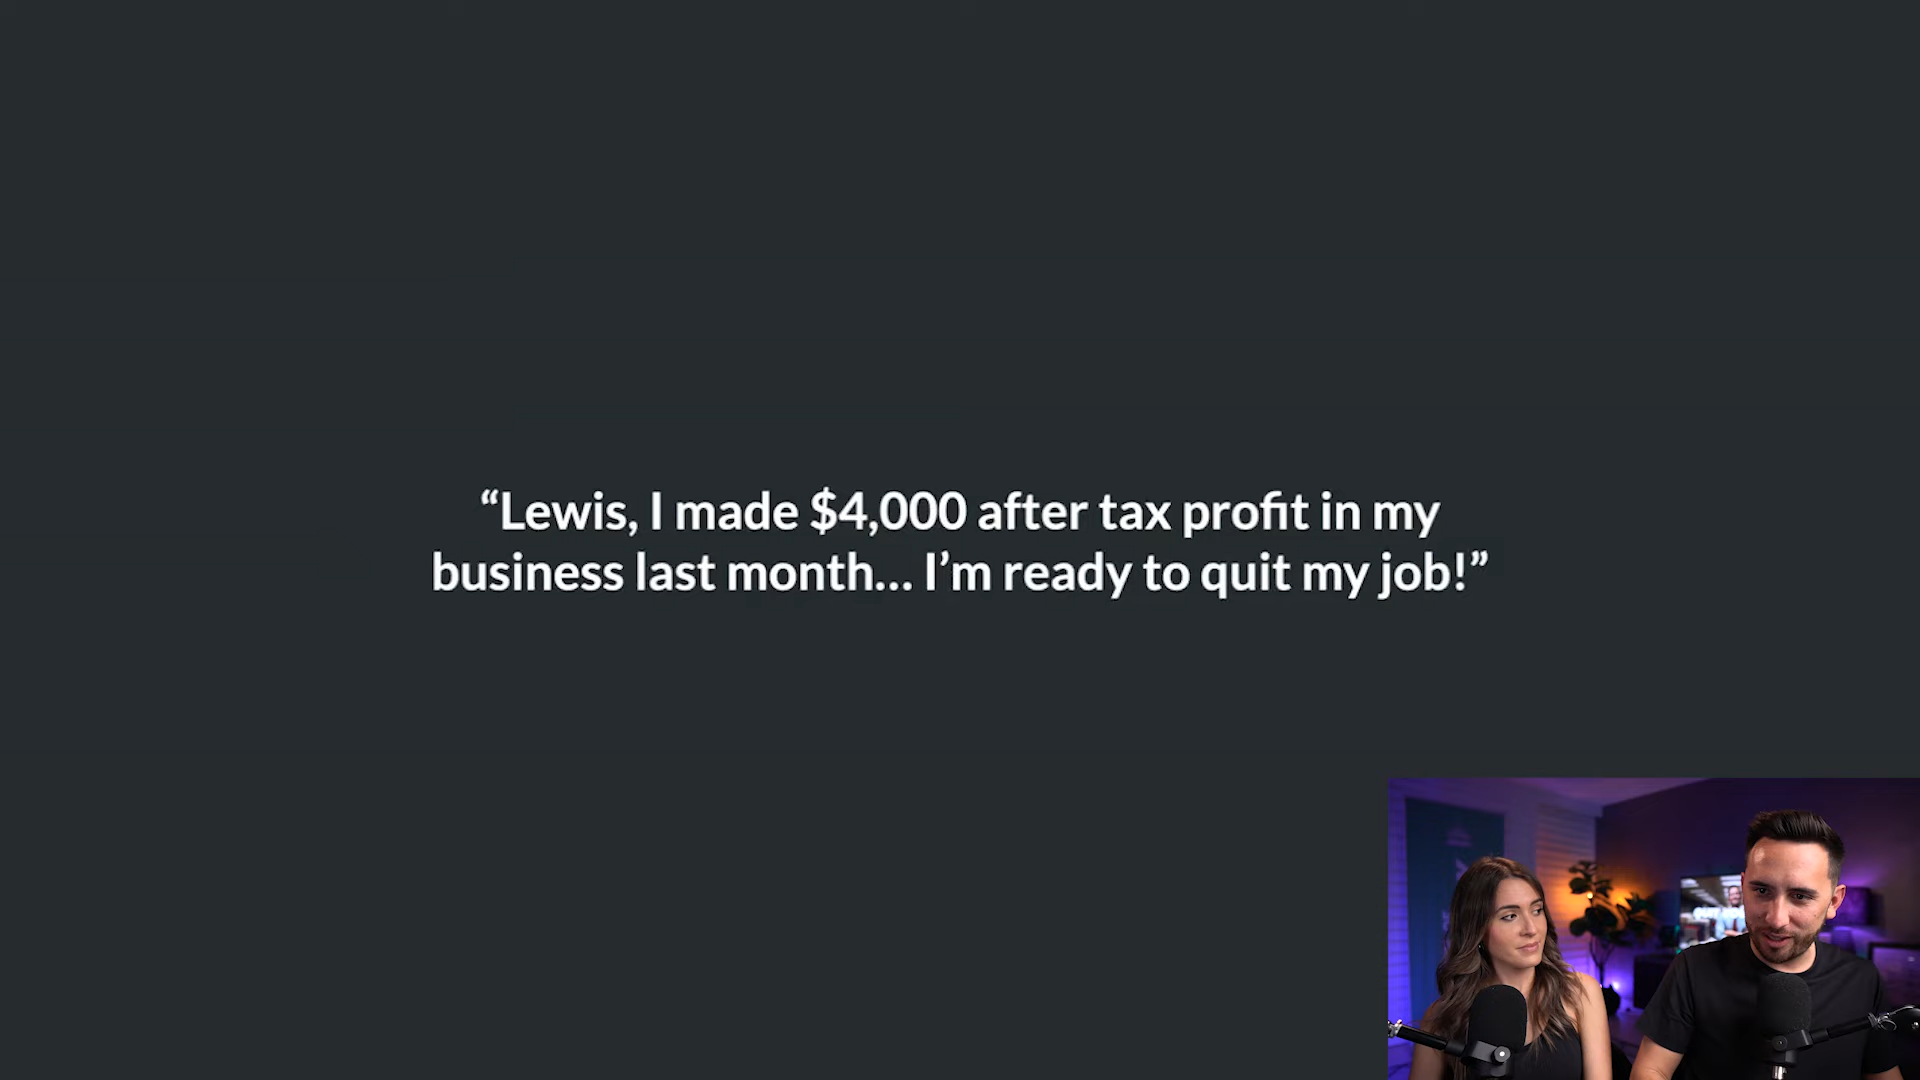 “Lewis, I made $4,000 after tax profit in my
business last month... I’m ready to quit my job!”